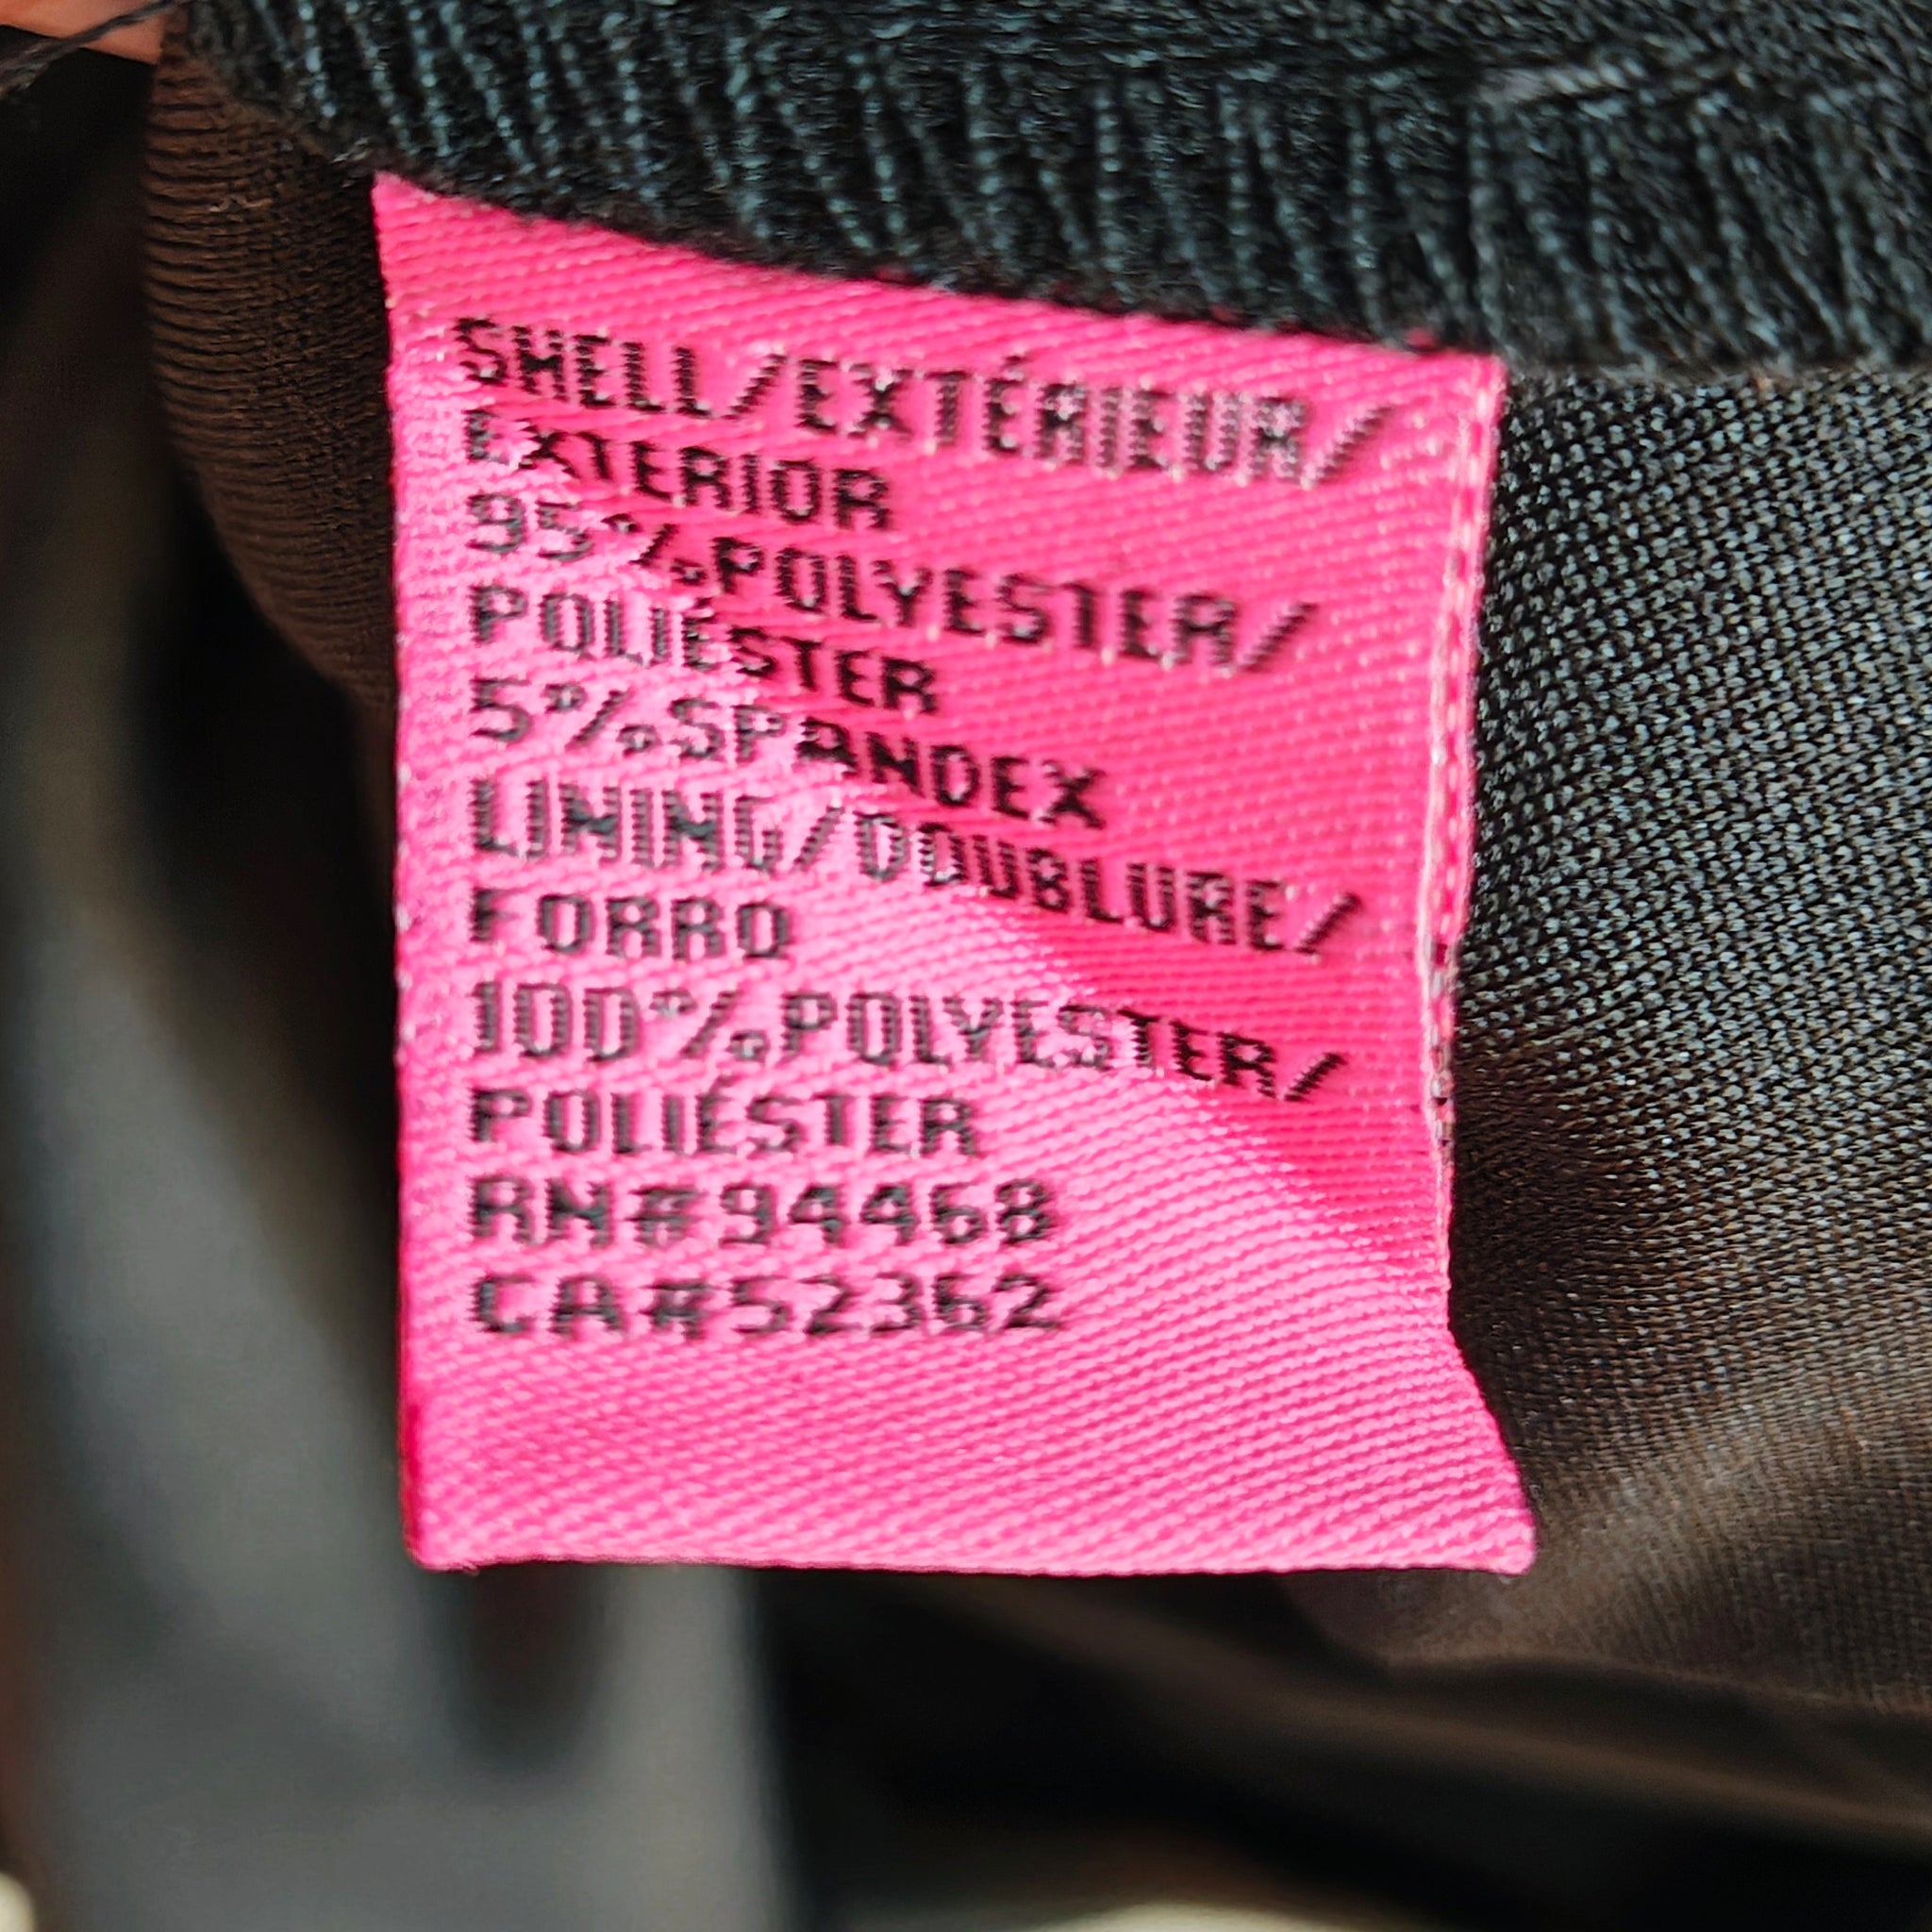 SHELL/EXTÉRIEUR/
EXTERIOR
95%POLYESTER/
POLIÉSTER
5%SPANDEX
LINING/DOUBLURE/
FORRO
100%POLYESTER/
POLIÉSTER
RN#94468
CA#52362